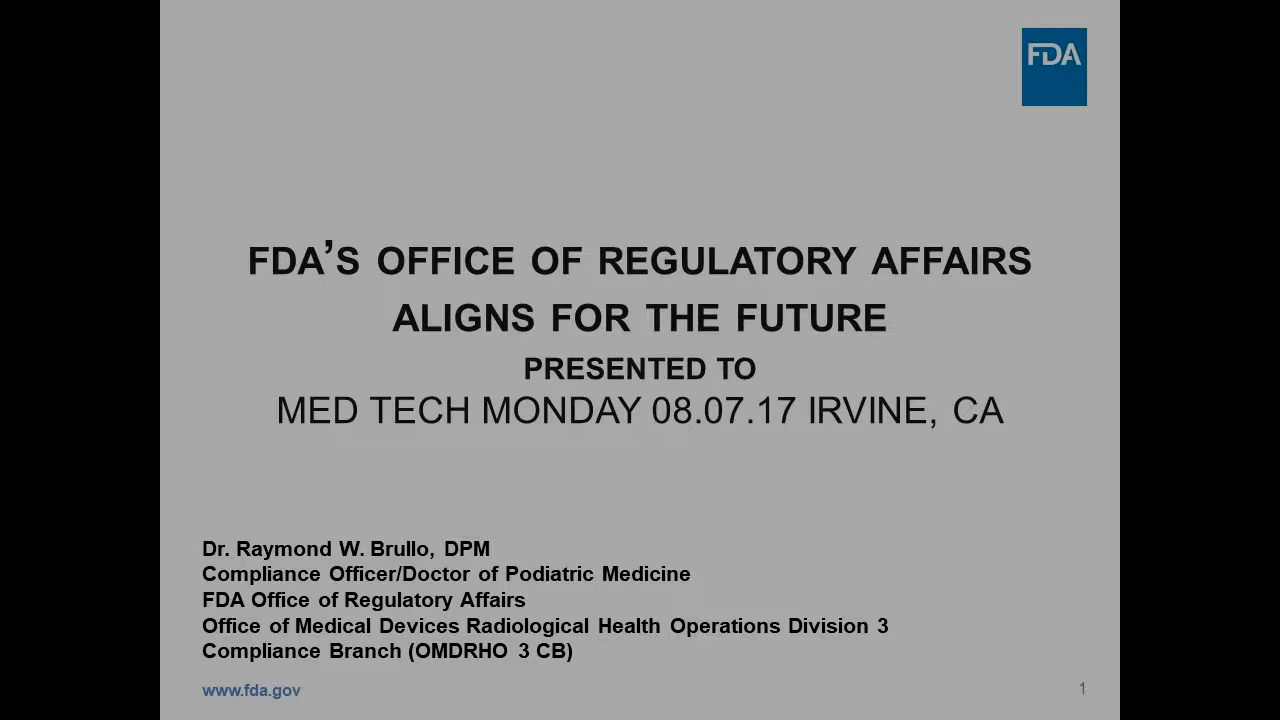 FDA
FDA'S OFFICE OF REGULATORY AFFAIRS
ALIGNS FOR THE FUTURE
PRESENTED TO
MED TECH MONDAY 08.07.17 IRVINE, CA
Dr. Raymond W. Brullo, DPM
Compliance Officer/Doctor of Podiatric Medicine
FDA Office of Regulatory Affairs
Office of Medical Devices Radiological Health Operations Division 3
Compliance Branch (OMDRHO 3 CB)
www.fda.gov
1